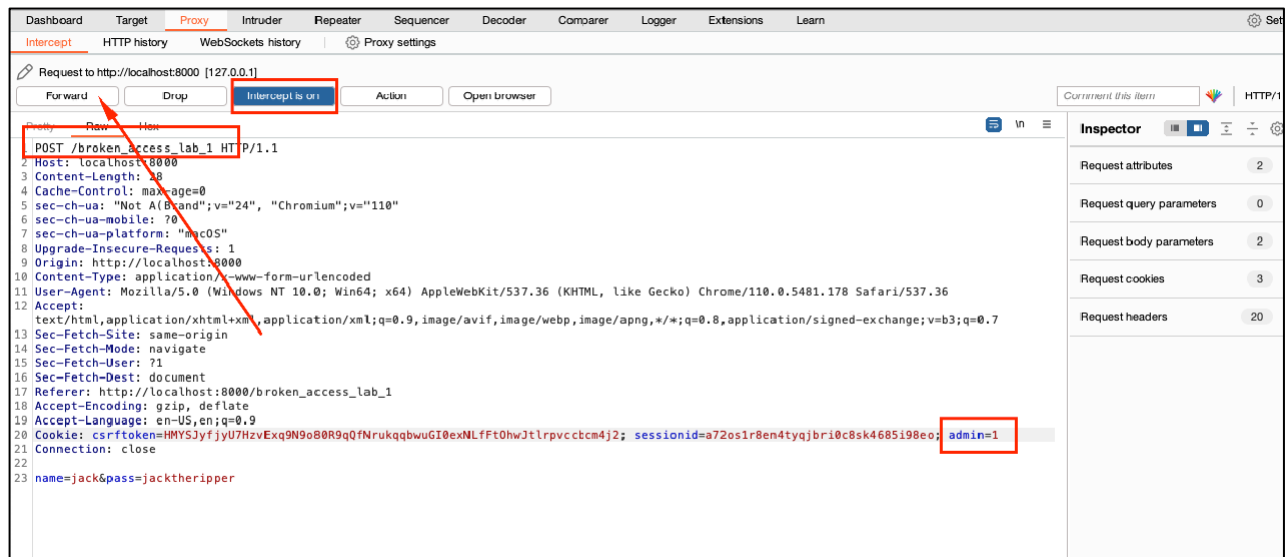 Dashboard Target Proxy Intruder Repeater Sequencer Decoder Comparer Logger Extensions Learn Set
Intercept HTTP history WebSockets history Proxy settings
Request to http://localhost:8000 [127.0.0.1]
Forward Drop Intercept is on Action Open browser Comment this item HTTP/1
Pretty Raw Hex \n Inspector
1 POST /broken_access_lab_1 HTTP/1.1
2 Host: localhost:8000
3 Content-Length: 28
4 Cache-Control: max-age=0
5 sec-ch-ua: "Not A(Brand";v="24", "Chromium";v="110"
6 sec-ch-ua-mobile: ?0
7 sec-ch-ua-platform: "macOS"
8 Upgrade-Insecure-Requests: 1
9 Origin: http://localhost:8000
10 Content-Type: application/x-www-form-urlencoded
11 User-Agent: Mozilla/5.0 (Windows NT 10.0; Win64; x64) AppleWebKit/537.36 (KHTML, like Gecko) Chrome/110.0.5481.178 Safari/537.36
12 Accept:
text/html,application/xhtml+xml,application/xml;q=0.9,image/avif,image/webp,image/apng,*/*;q=0.8,application/signed-exchange;v=b3;q=0.7
13 Sec-Fetch-Site: same-origin
14 Sec-Fetch-Mode: navigate
15 Sec-Fetch-User: ?1
16 Sec-Fetch-Dest: document
17 Referer: http://localhost:8000/broken_access_lab_1
18 Accept-Encoding: gzip, deflate
19 Accept-Language: en-US,en;q=0.9
20 Cookie: csrftoken=HMYSJyfjyU7HzvExq9N9o80R9qQfNrukqqbwuGI0exNLfFtOhwJtlrpvccbcm4j2; sessionid=a72os1r8en4tyqjbri0c8sk4685i98eo; admin=1
21 Connection: close
22
23 name=jack&pass=jacktheripper
Request attributes 2
Request query parameters 0
Request body parameters 2
Request cookies 3
Request headers 20